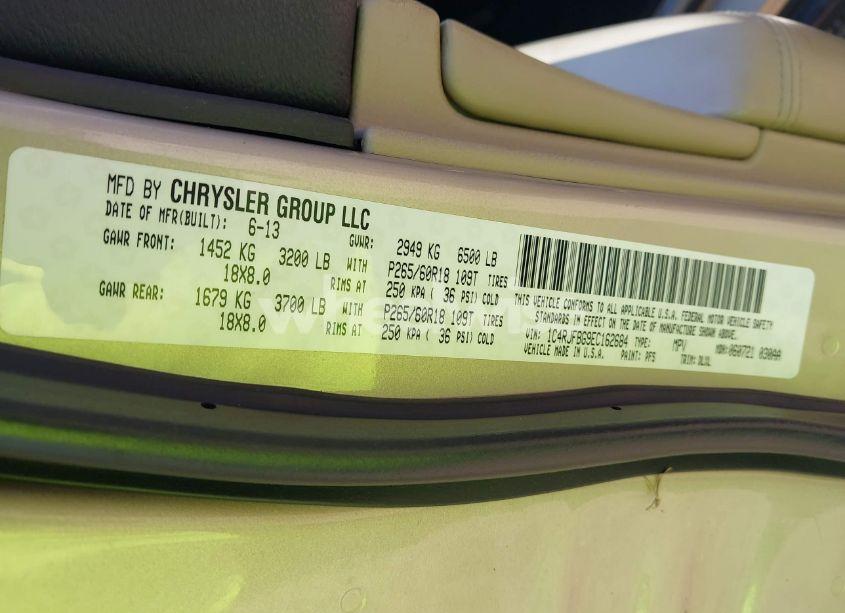 MFD BY CHRYSLER GROUP LLC
DATE OF MFR(BUILT): 6-13 GVWR: 2949 KG 6500 LB
GAWR FRONT: 1452 KG 3200 LB WITH P265/60R18 109T TIRES
18X8.0 RIMS AT 250 KPA ( 36 PSI) COLD
GAWR REAR: 1679 KG 3700 LB WITH P265/60R18 109T TIRES
18X8.0 RIMS AT 250 KPA ( 36 PSI) COLD
THIS VEHICLE CONFORMS TO ALL APPLICABLE U.S.A. FEDERAL MOTOR VEHICLE SAFETY
STANDARDS IN EFFECT ON THE DATE OF MANUFACTURE SHOWN ABOVE.
VIN: 1C4RJFBG9EC162684 TYPE: MPV MDH: 060721 030AA
VEHICLE MADE IN U.S.A. PAINT: PFS TRIM: DLVL